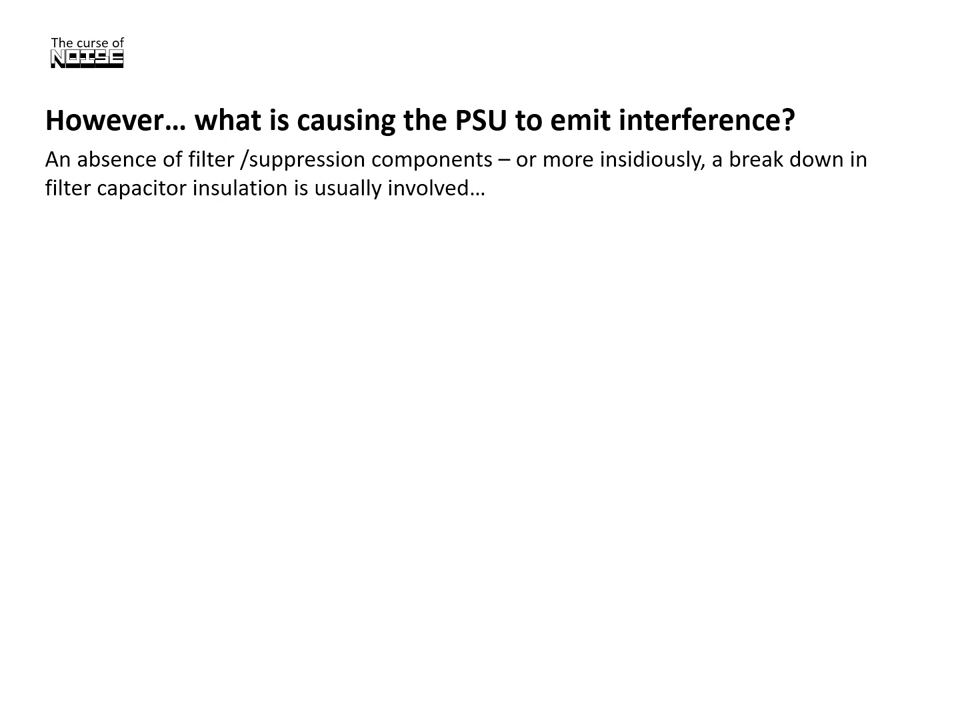 The curse of
NOISE
However... what is causing the PSU to emit interference?
An absence of filter /suppression components – or more insidiously, a break down in
filter capacitor insulation is usually involved...